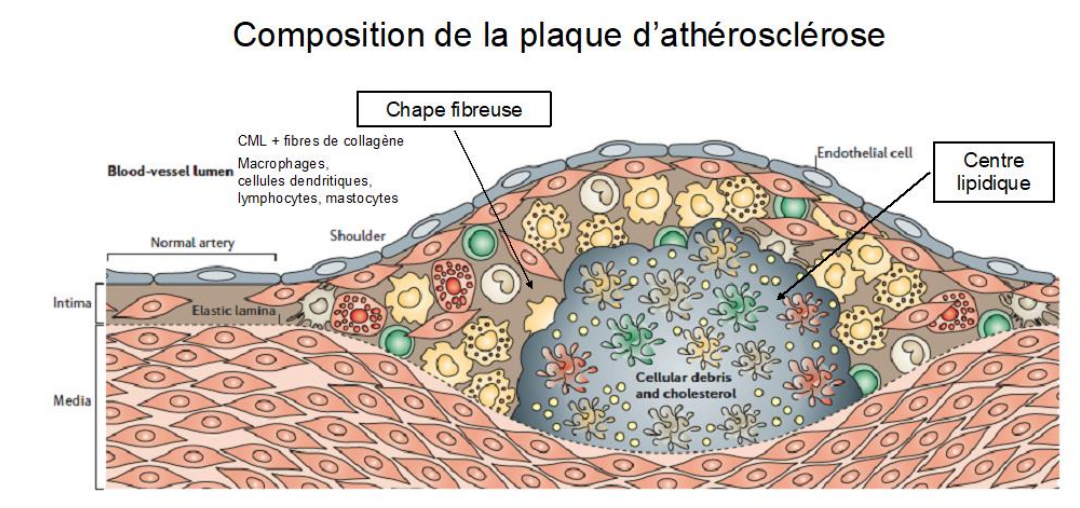 Composition de la plaque d'athérosclérose
Chape fibreuse
CML + fibres de collagène
Macrophages,
cellules dendritiques,
lymphocytes, mastocytes
Blood-vessel lumen
Endothelial cell
Centre
lipidique
Shoulder
Normal artery
Intima
Elastic lamina
Media
Cellular debris
and cholesterol